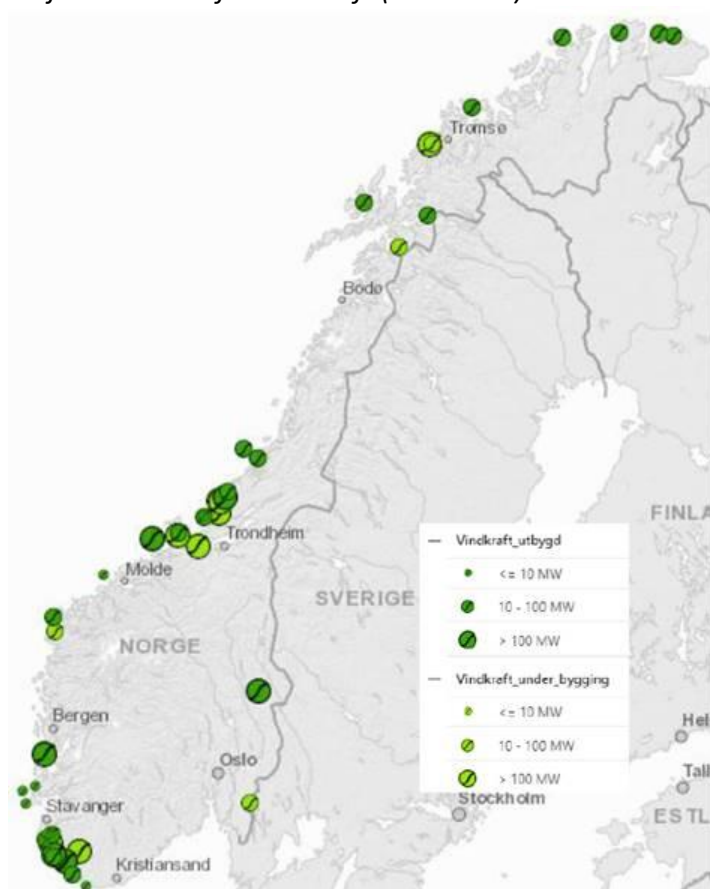 Tromsø
Bodø
FINLA
Trondheim
Molde
SVERIGE
NORGE
Bergen
Oslo
Stavanger
Kristiansand
Stockholm
Hel
Tall
ESTL
Vindkraft_utbygd
<= 10 MW
10 - 100 MW
> 100 MW
Vindkraft_under_bygging
<= 10 MW
10 - 100 MW
> 100 MW